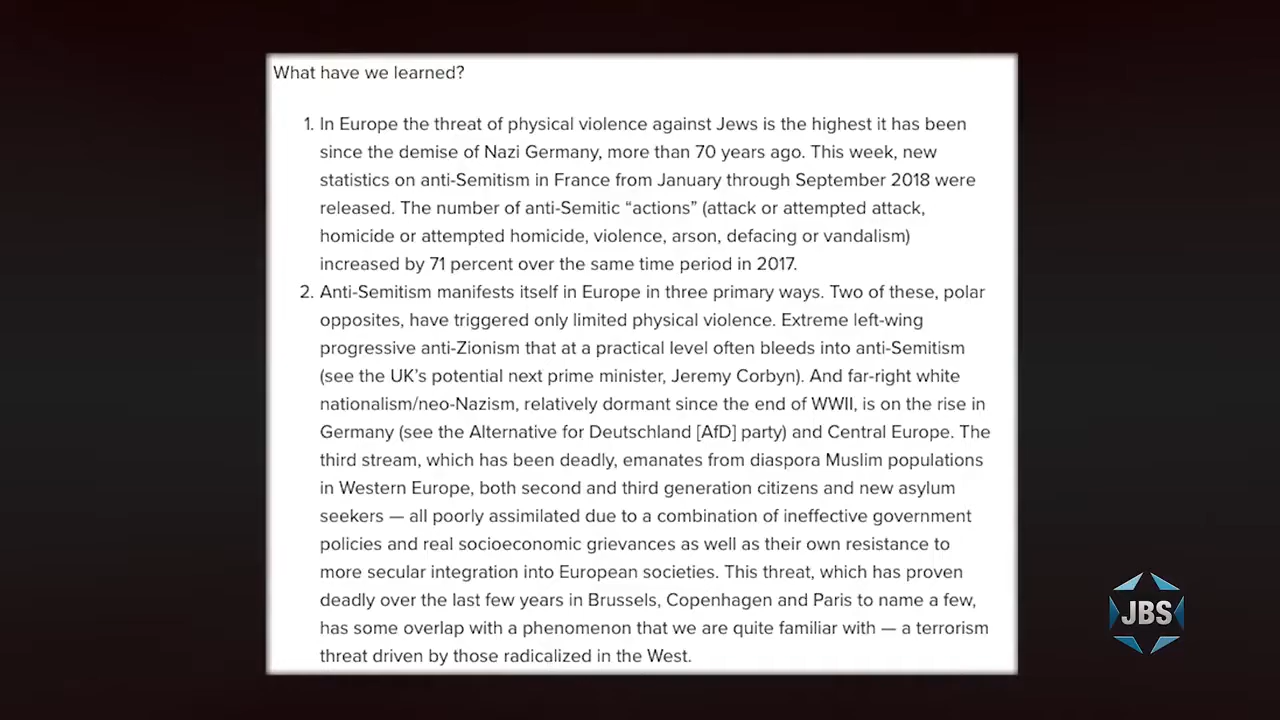 What have we learned?
1. In Europe the threat of physical violence against Jews is the highest it has been
since the demise of Nazi Germany, more than 70 years ago. This week, new
statistics on anti-Semitism in France from January through September 2018 were
released. The number of anti-Semitic “actions” (attack or attempted attack,
homicide or attempted homicide, violence, arson, defacing or vandalism)
increased by 71 percent over the same time period in 2017.
2. Anti-Semitism manifests itself in Europe in three primary ways. Two of these, polar
opposites, have triggered only limited physical violence. Extreme left-wing
progressive anti-Zionism that at a practical level often bleeds into anti-Semitism
(see the UK’s potential next prime minister, Jeremy Corbyn). And far-right white
nationalism/neo-Nazism, relatively dormant since the end of WWII, is on the rise in
Germany (see the Alternative for Deutschland [AfD] party) and Central Europe. The
third stream, which has been deadly, emanates from diaspora Muslim populations
in Western Europe, both second and third generation citizens and new asylum
seekers — all poorly assimilated due to a combination of ineffective government
policies and real socioeconomic grievances as well as their own resistance to
more secular integration into European societies. This threat, which has proven
deadly over the last few years in Brussels, Copenhagen and Paris to name a few,
has some overlap with a phenomenon that we are quite familiar with — a terrorism
threat driven by those radicalized in the West.
JBS